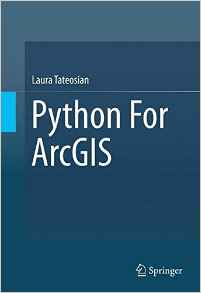 Laura Tateosian
Python For
ArcGIS
Springer